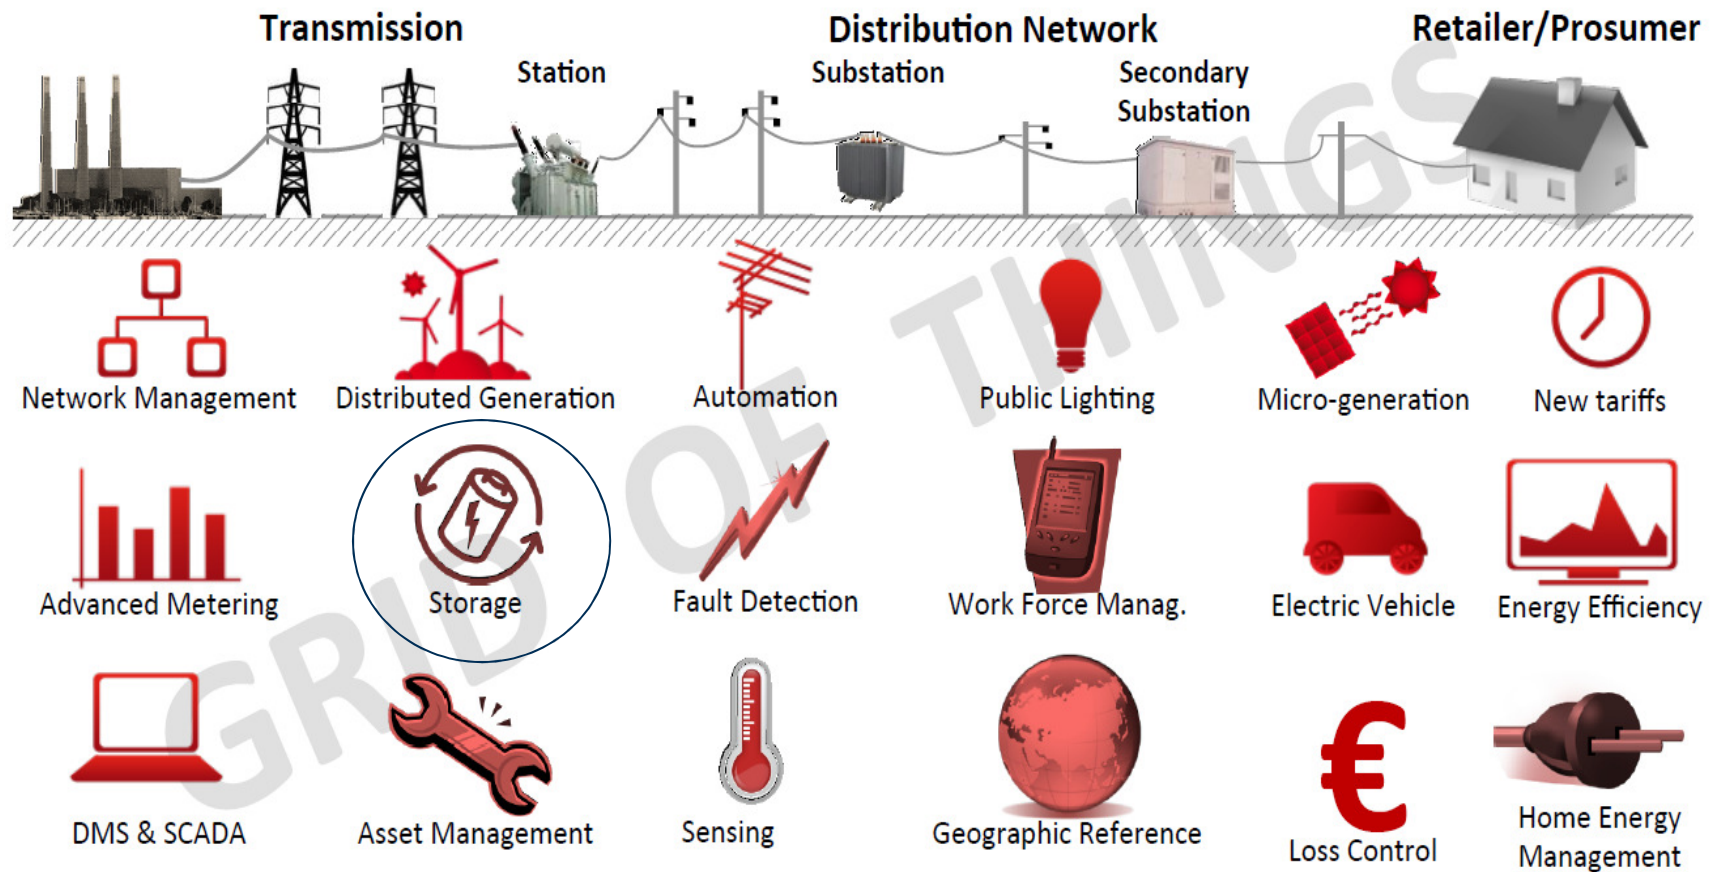 Transmission
Distribution Network
Retailer/Prosumer
Station
Substation
Secondary
Substation
GRID OF THINGS
Network Management
Distributed Generation
Automation
Public Lighting
Micro-generation
New tariffs
Advanced Metering
Storage
Fault Detection
Work Force Manag.
Electric Vehicle
Energy Efficiency
DMS & SCADA
Asset Management
Sensing
Geographic Reference
€
Loss Control
Home Energy
Management